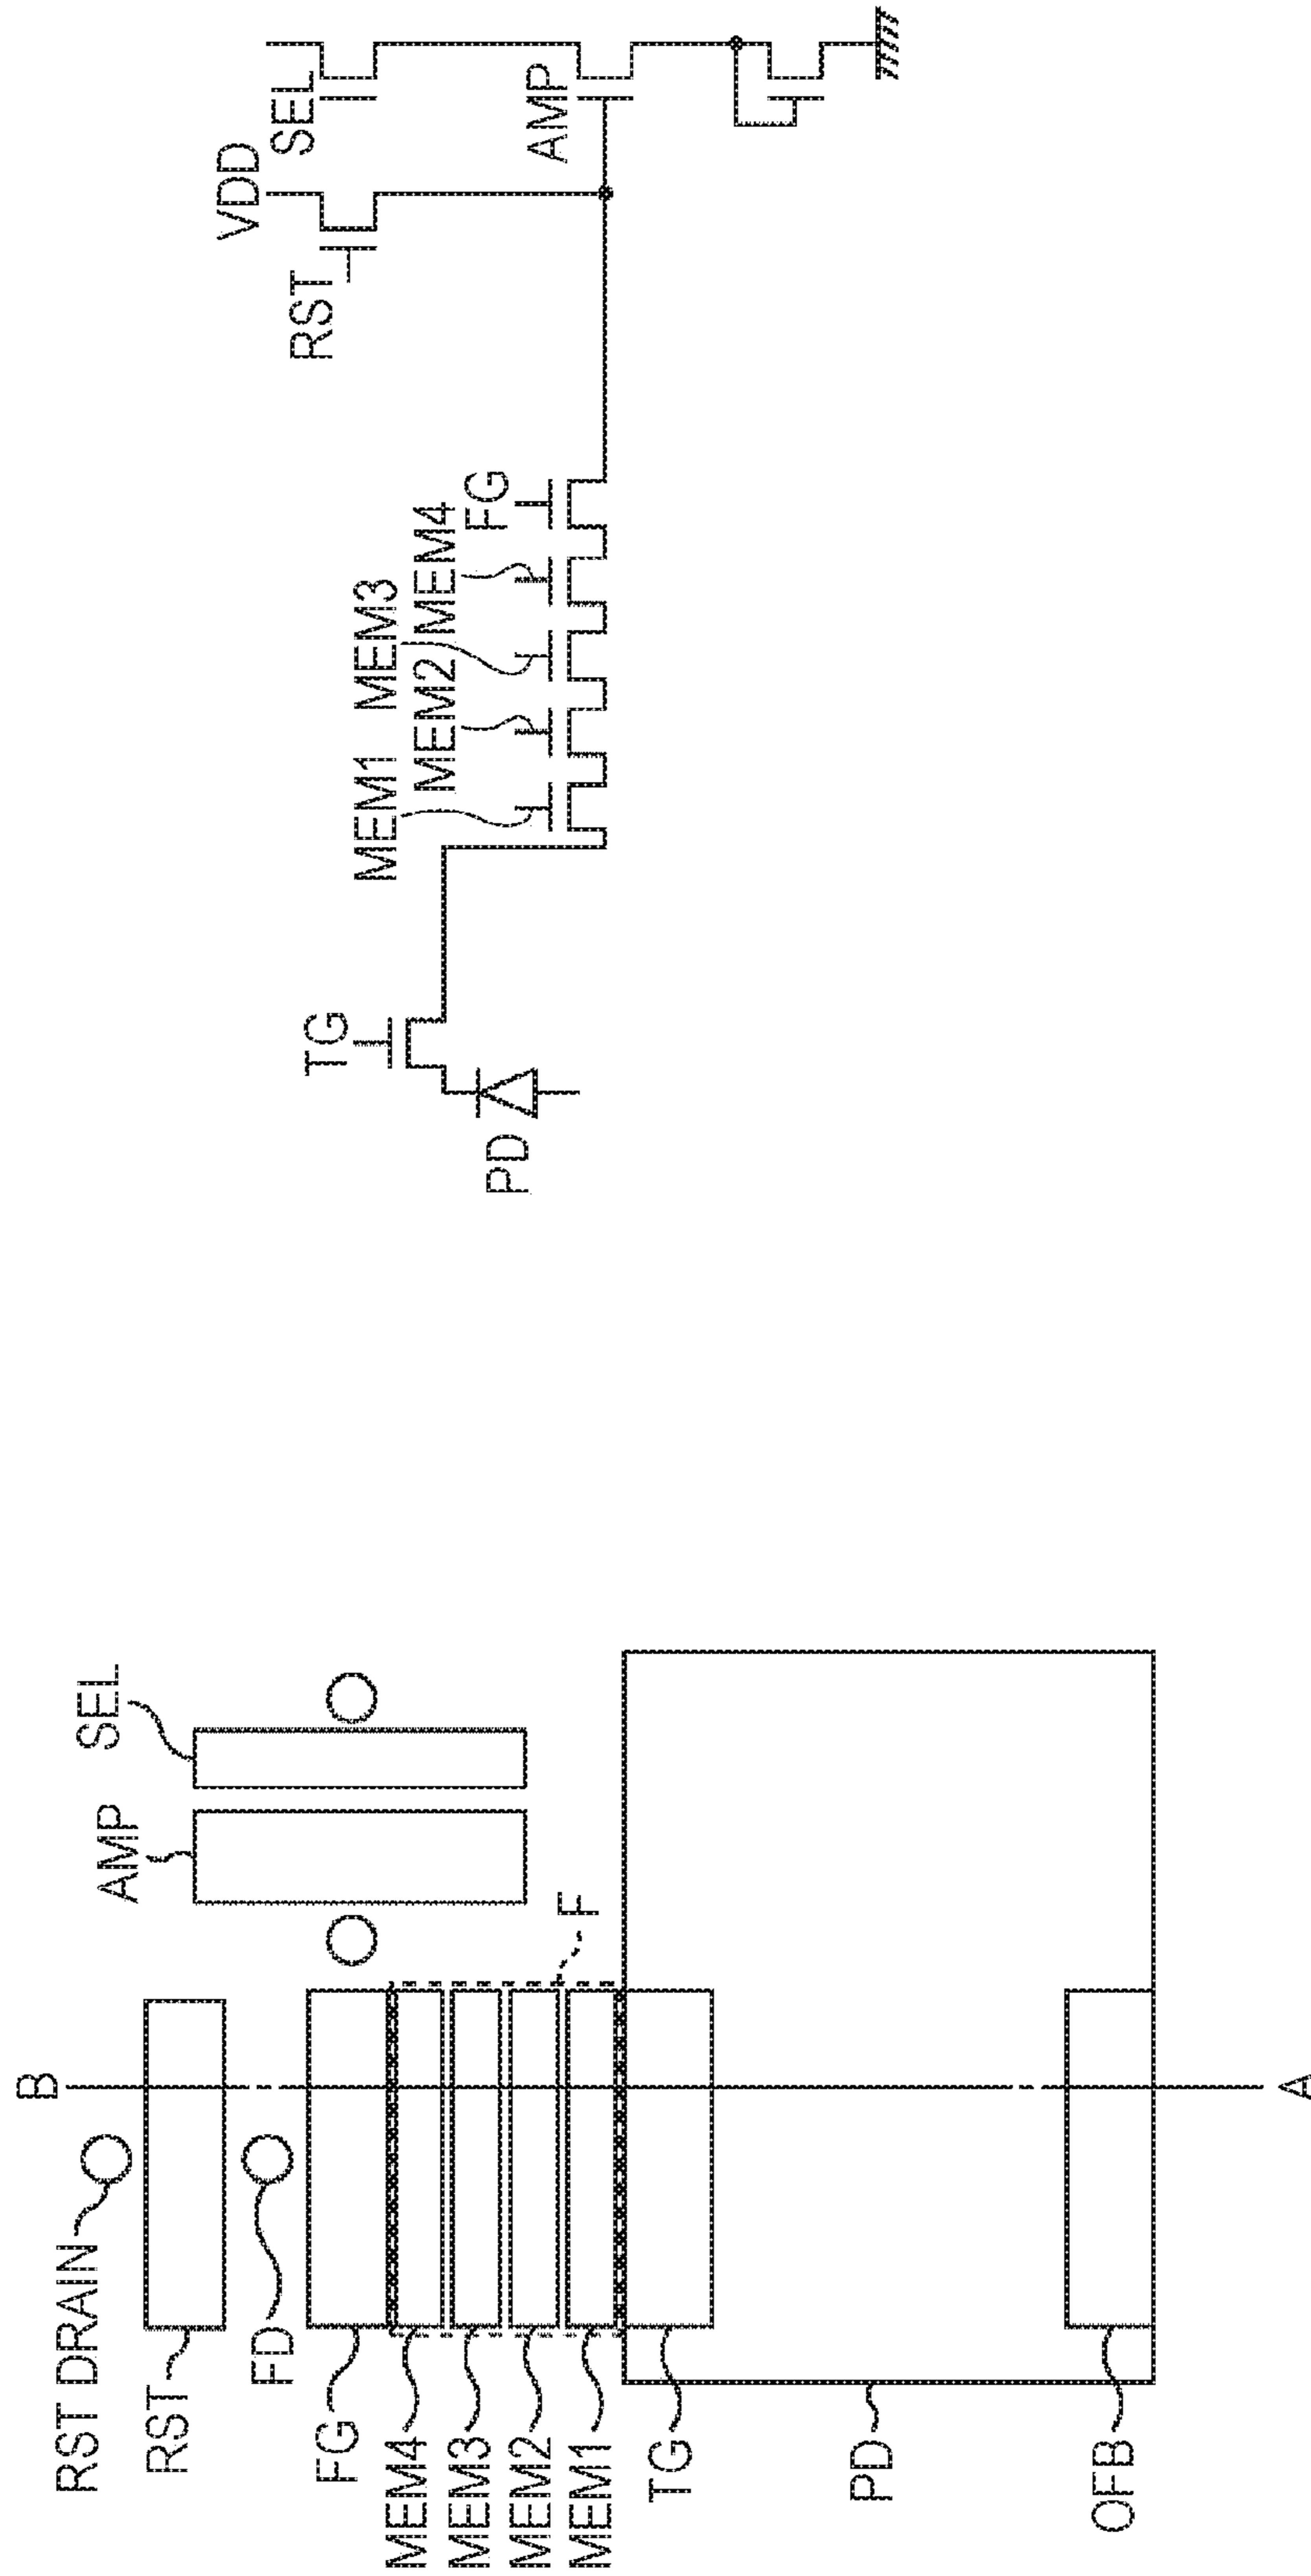 RST DRAIN
RST
FD
FG
MEM4
MEM3
MEM2
MEM1
TG
PD
OFB
B
A
AMP
SEL
F
PD
TG
MEM1
MEM2
MEM3
MEM4
FG
RST
VDD
SEL
AMP